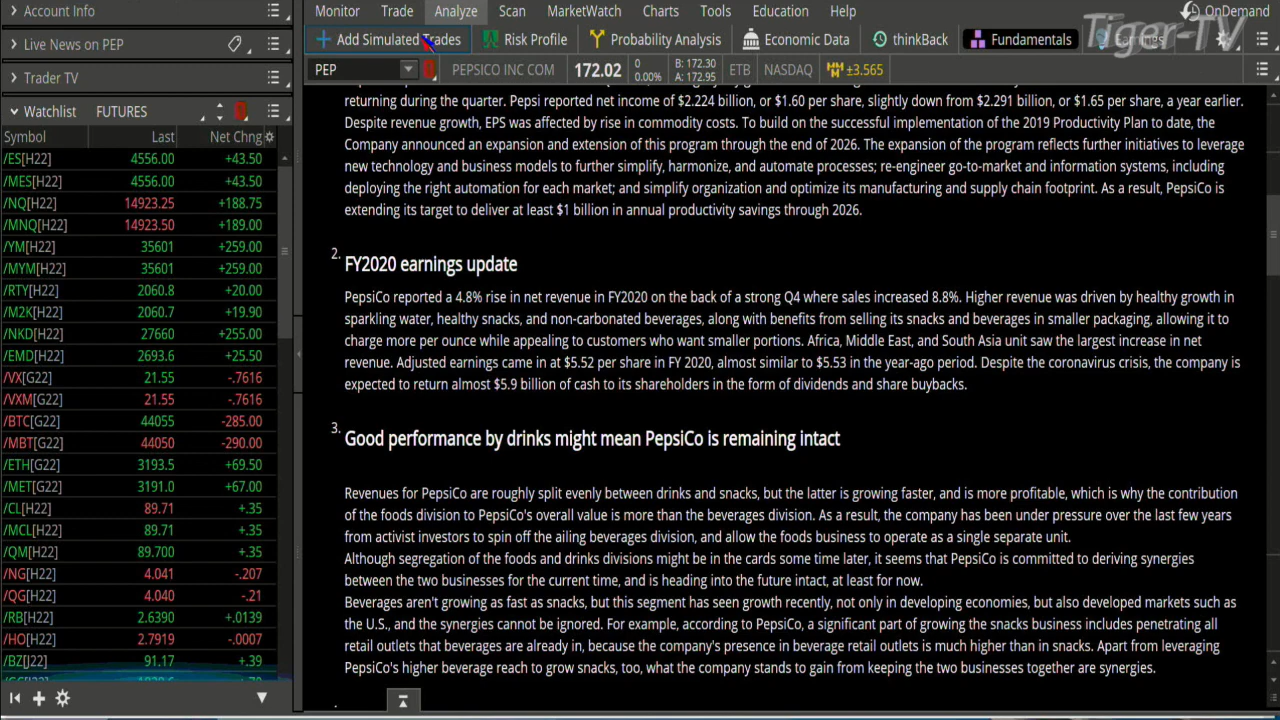 Account Info
Monitor Trade Analyze Scan MarketWatch Charts Tools Education Help
OnDemand
Tiger-TV
Live News on PEP
Add Simulated Trades Risk Profile Probability Analysis Economic Data thinkBack Fundamentals Earnings
Trader TV
PEP PEPSICO INC COM 172.02 0 0.00% B: 172.30 A: 172.95 ETB NASDAQ ±3.565
Watchlist FUTURES
Symbol Last Net Chng
/ES[H22] 4556.00 +43.50
/MES[H22] 4556.00 +43.50
/NQ[H22] 14923.25 +188.75
/MNQ[H22] 14923.50 +189.00
/YM[H22] 35601 +259.00
/MYM[H22] 35601 +259.00
/RTY[H22] 2060.8 +20.00
/M2K[H22] 2060.7 +19.90
/NKD[H22] 27660 +255.00
/EMD[H22] 2693.6 +25.50
/VX[G22] 21.55 -.7616
/VXM[G22] 21.55 -.7616
/BTC[G22] 44055 -285.00
/MBT[G22] 44050 -290.00
/ETH[G22] 3193.5 +69.50
/MET[G22] 3191.0 +67.00
/CL[H22] 89.71 +.35
/MCL[H22] 89.71 +.35
/QM[H22] 89.700 +.35
/NG[H22] 4.041 -.207
/QG[H22] 4.040 -.21
/RB[H22] 2.6390 +.0139
/HO[H22] 2.7919 -.0007
/BZ[J22] 91.17 +.39
returning during the quarter. Pepsi reported net income of $2.224 billion, or $1.60 per share, slightly down from $2.291 billion, or $1.65 per share, a year earlier.
Despite revenue growth, EPS was affected by rise in commodity costs. To build on the successful implementation of the 2019 Productivity Plan to date, the
Company announced an expansion and extension of this program through the end of 2026. The expansion of the program reflects further initiatives to leverage
new technology and business models to further simplify, harmonize, and automate processes; re-engineer go-to-market and information systems, including
deploying the right automation for each market; and simplify organization and optimize its manufacturing and supply chain footprint. As a result, PepsiCo is
extending its target to deliver at least $1 billion in annual productivity savings through 2026.
2. FY2020 earnings update
PepsiCo reported a 4.8% rise in net revenue in FY2020 on the back of a strong Q4 where sales increased 8.8%. Higher revenue was driven by healthy growth in
sparkling water, healthy snacks, and non-carbonated beverages, along with benefits from selling its snacks and beverages in smaller packaging, allowing it to
charge more per ounce while appealing to customers who want smaller portions. Africa, Middle East, and South Asia unit saw the largest increase in net
revenue. Adjusted earnings came in at $5.52 per share in FY 2020, almost similar to $5.53 in the year-ago period. Despite the coronavirus crisis, the company is
expected to return almost $5.9 billion of cash to its shareholders in the form of dividends and share buybacks.
3. Good performance by drinks might mean PepsiCo is remaining intact
Revenues for PepsiCo are roughly split evenly between drinks and snacks, but the latter is growing faster, and is more profitable, which is why the contribution
of the foods division to PepsiCo's overall value is more than the beverages division. As a result, the company has been under pressure over the last few years
from activist investors to spin off the ailing beverages division, and allow the foods business to operate as a single separate unit.
Although segregation of the foods and drinks divisions might be in the cards some time later, it seems that PepsiCo is committed to deriving synergies
between the two businesses for the current time, and is heading into the future intact, at least for now.
Beverages aren't growing as fast as snacks, but this segment has seen growth recently, not only in developing economies, but also developed markets such as
the U.S., and the synergies cannot be ignored. For example, according to PepsiCo, a significant part of growing the snacks business includes penetrating all
retail outlets that beverages are already in, because the company's presence in beverage retail outlets is much higher than in snacks. Apart from leveraging
PepsiCo's higher beverage reach to grow snacks, too, what the company stands to gain from keeping the two businesses together are synergies.